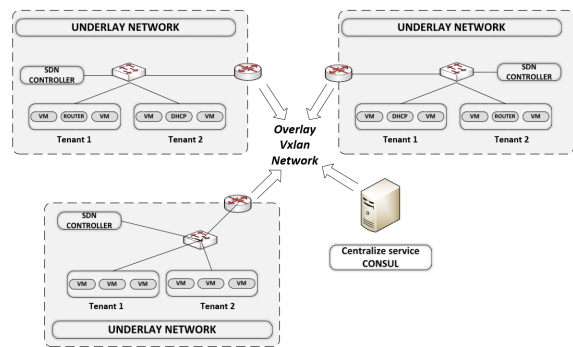 UNDERLAY NETWORK
SDN
CONTROLLER
VM ROUTER VM
VM DHCP VM
Tenant 1
Tenant 2
UNDERLAY NETWORK
SDN
CONTROLLER
VM DHCP VM
VM ROUTER VM
Tenant 1
Tenant 2
Overlay
Vxlan
Network
SDN
CONTROLLER
VM VM VM
VM VM VM
Tenant 1
Tenant 2
UNDERLAY NETWORK
Centralize service
CONSUL